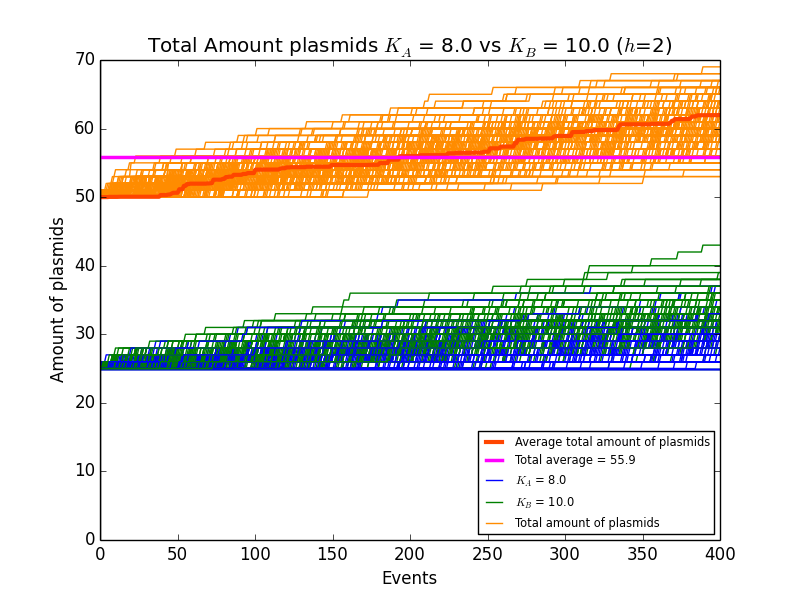 Total Amount plasmids K_A = 8.0 vs K_B = 10.0 (h=2)
70
60
50
40
30
20
10
0
Amount of plasmids
Average total amount of plasmids
Total average = 55.9
K_A = 8.0
K_B = 10.0
Total amount of plasmids
0 50 100 150 200 250 300 350 400
Events